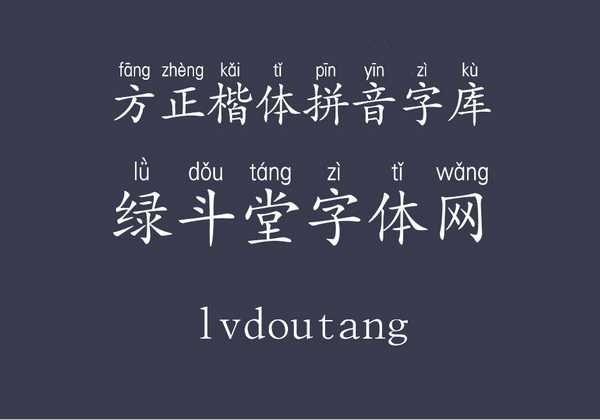 fāng zhèng kǎi tǐ pīn yīn zì kù
方正楷体拼音字库
lǜ dǒu táng zì tǐ wǎng
绿斗堂字体网
lvdoutang